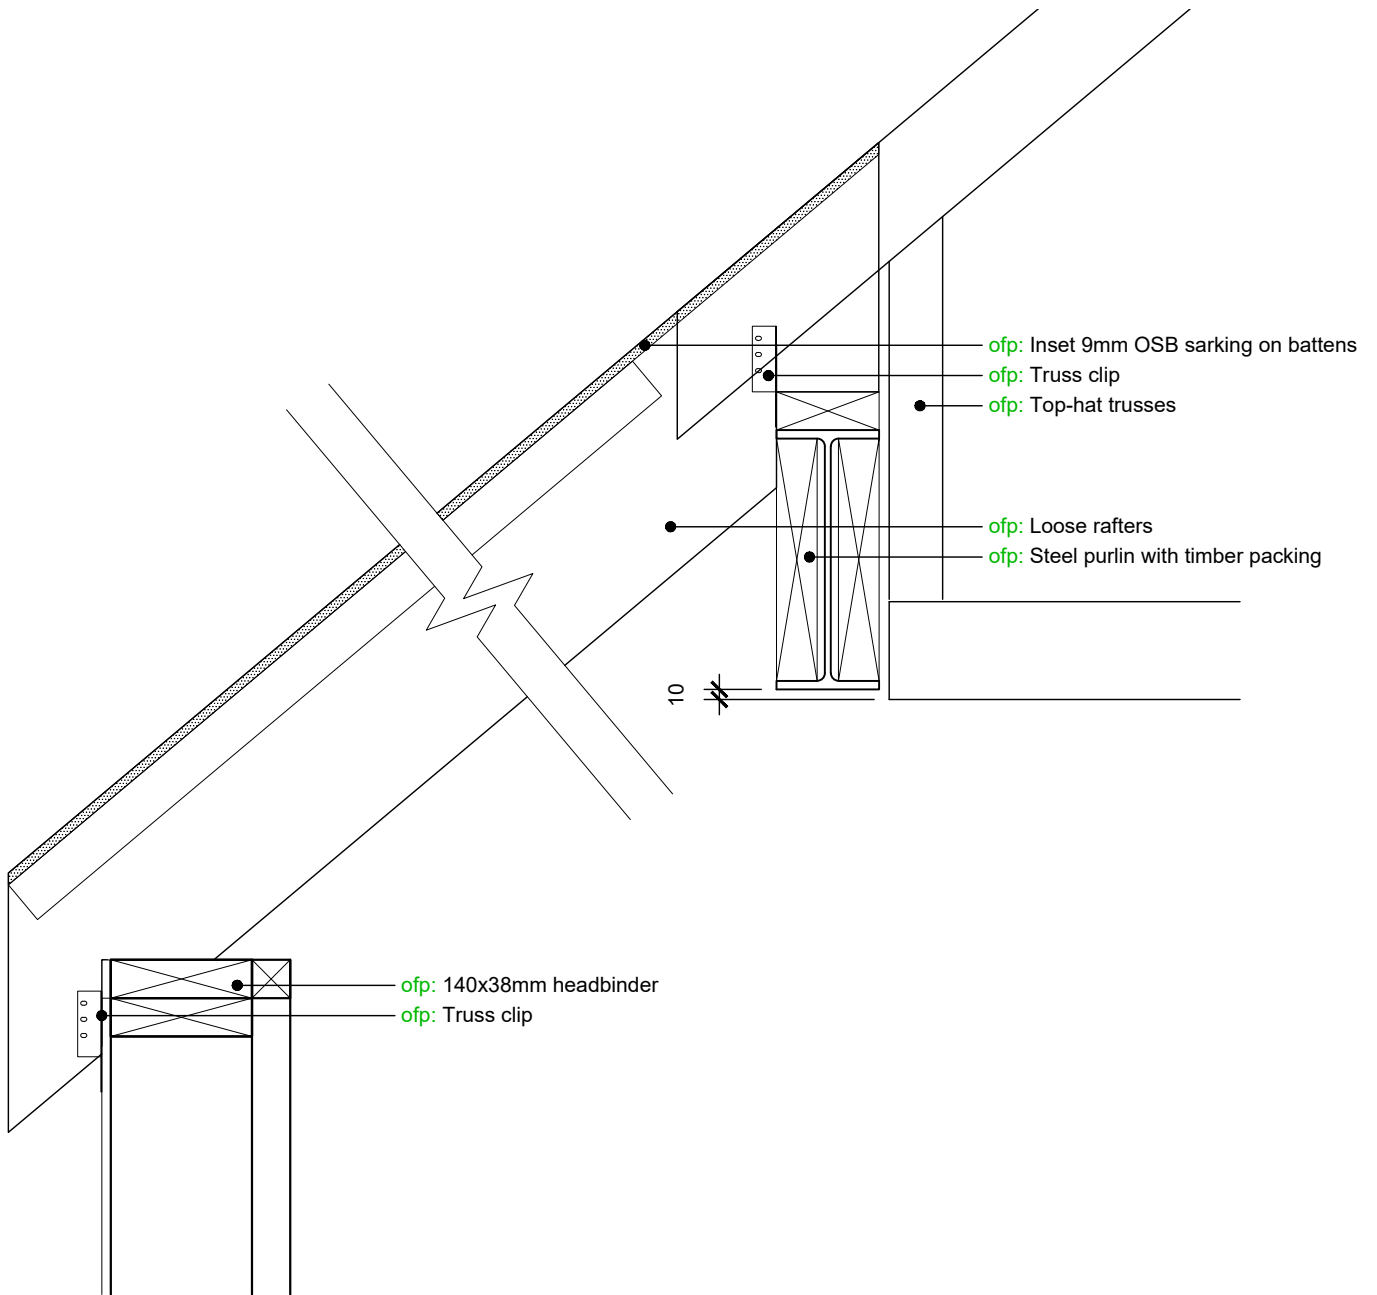 ofp: Inset 9mm OSB sarking on battens
ofp: Truss clip
ofp: Top-hat trusses
ofp: Loose rafters
ofp: Steel purlin with timber packing
10
ofp: 140x38mm headbinder
ofp: Truss clip